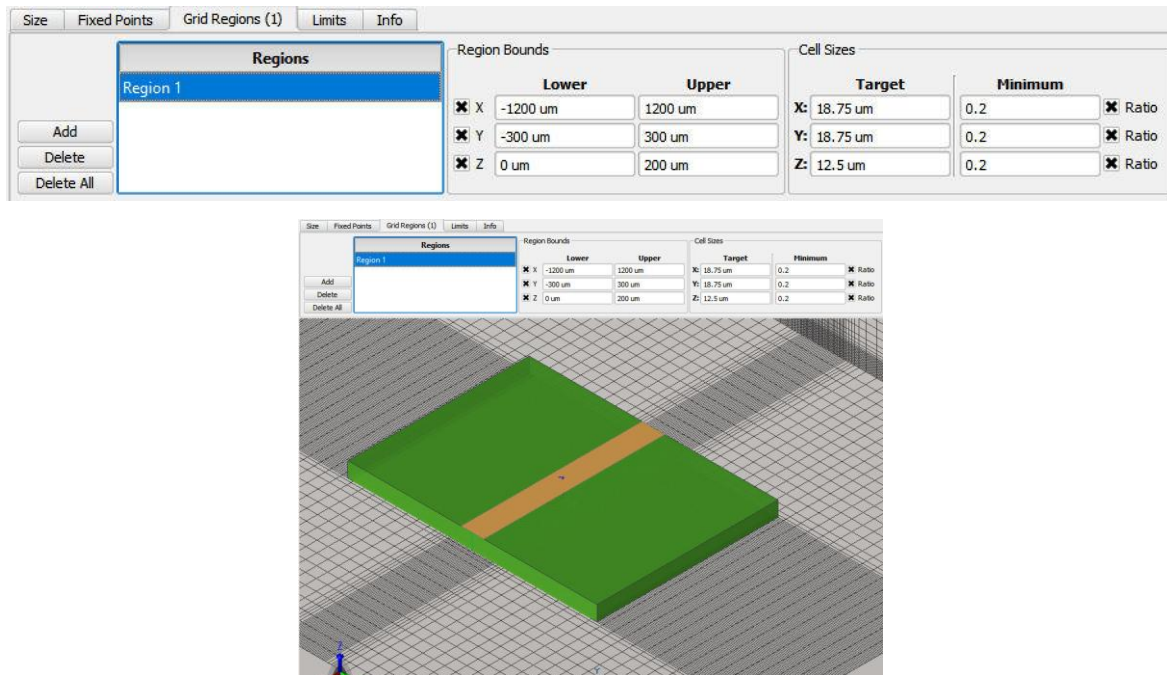 Size Fixed Points Grid Regions (1) Limits Info
Regions
Region 1
Add
Delete
Delete All
Region Bounds
Lower Upper
X -1200 um 1200 um
Y -300 um 300 um
Z 0 um 200 um
Cell Sizes
Target Minimum
X: 18.75 um 0.2 Ratio
Y: 18.75 um 0.2 Ratio
Z: 12.5 um 0.2 Ratio
Size Fixed Points Grid Regions (1) Limits Info
Regions
Region 1
Add
Delete
Delete All
Region Bounds
Lower Upper
X -1200 um 1200 um
Y -300 um 300 um
Z 0 um 200 um
Cell Sizes
Target Minimum
X: 18.75 um 0.2 Ratio
Y: 18.75 um 0.2 Ratio
Z: 12.5 um 0.2 Ratio
Z
Y